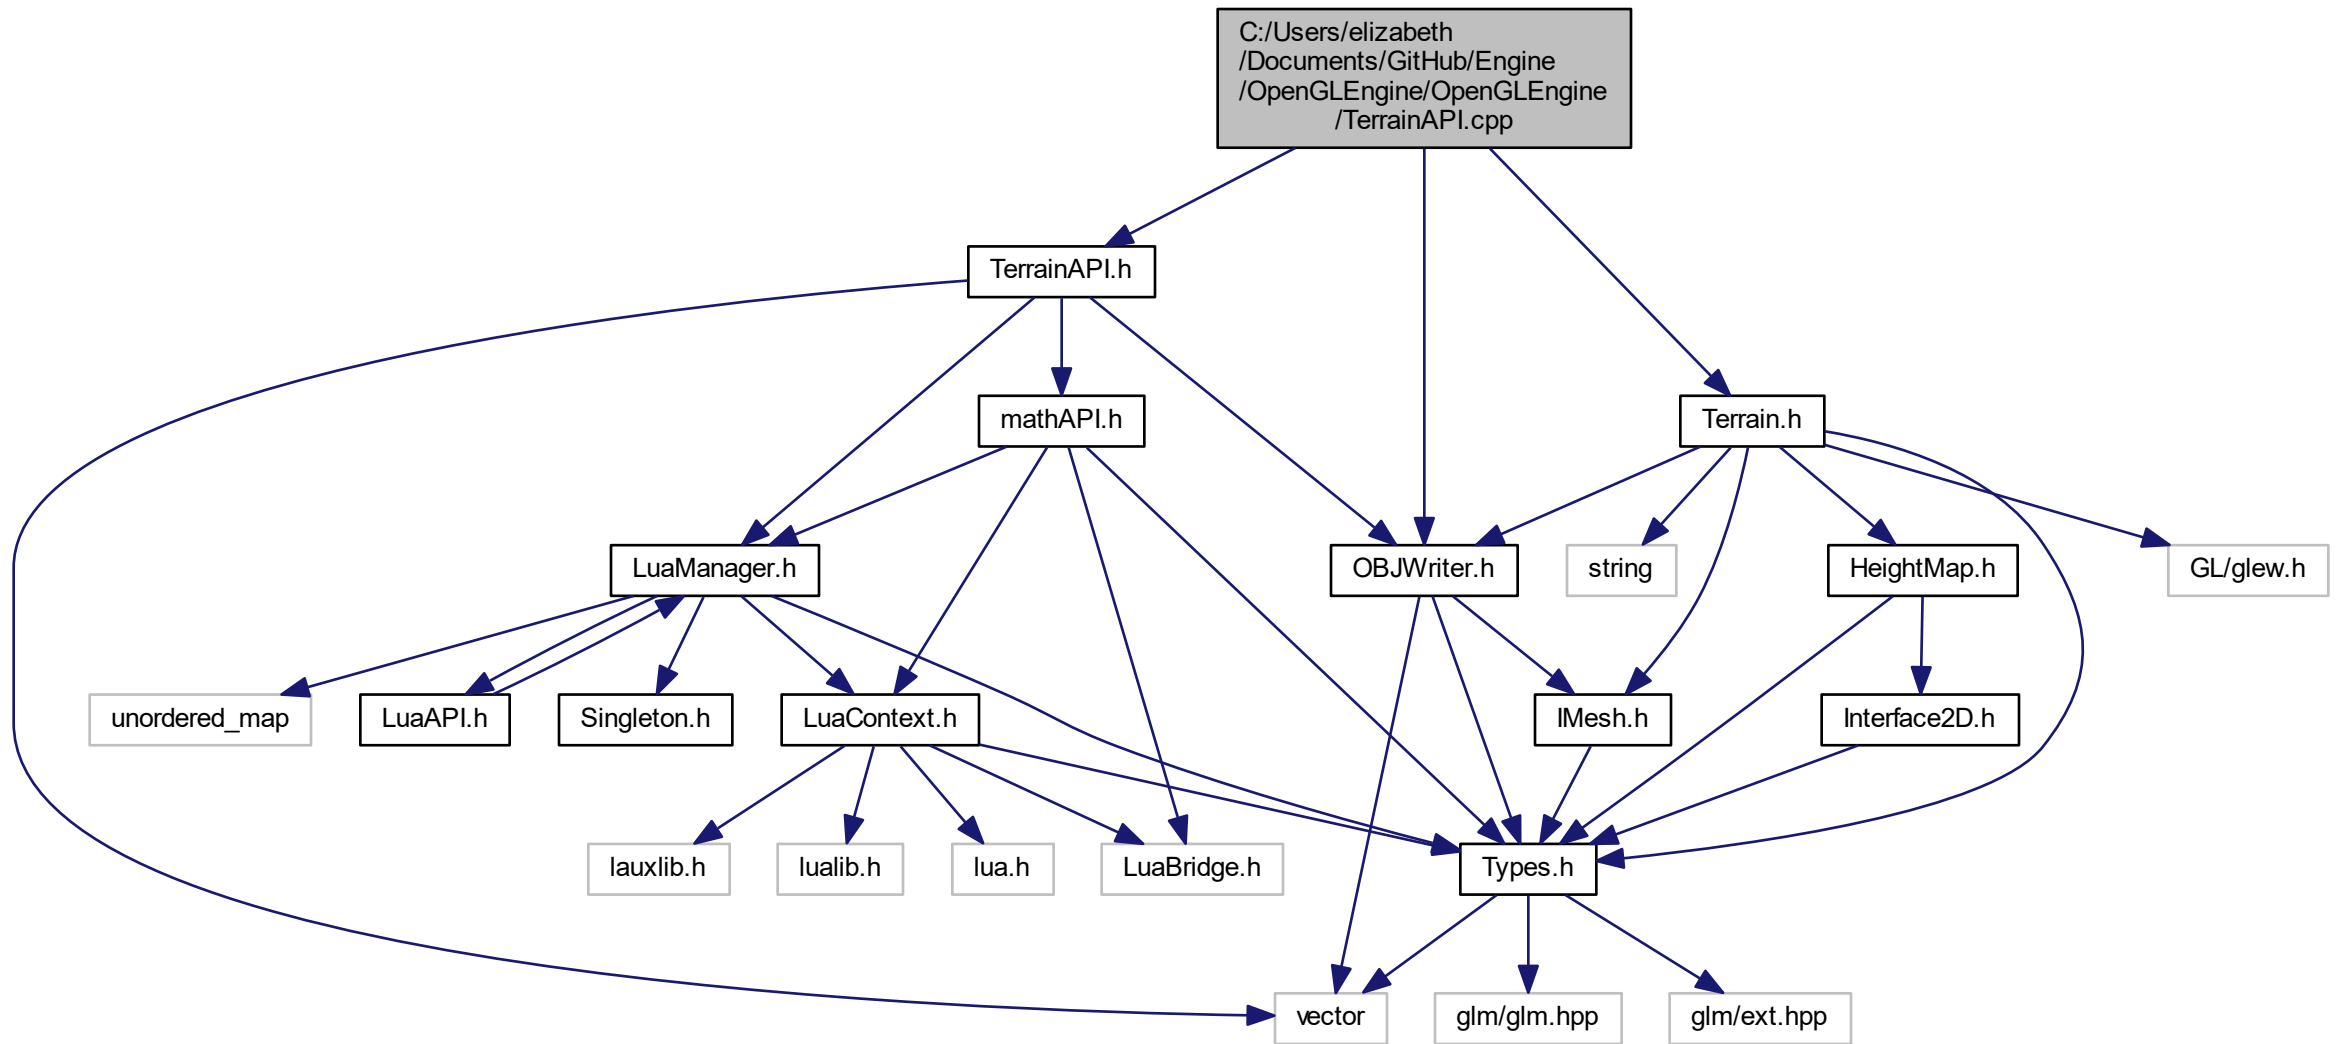 C:/Users/elizabeth
/Documents/GitHub/Engine
/OpenGLEngine/OpenGLEngine
/TerrainAPI.cpp
TerrainAPI.h
mathAPI.h
Terrain.h
LuaManager.h
OBJWriter.h
string
HeightMap.h
GL/glew.h
unordered_map
LuaAPI.h
Singleton.h
LuaContext.h
IMesh.h
Interface2D.h
lauxlib.h
lualib.h
lua.h
LuaBridge.h
Types.h
vector
glm/glm.hpp
glm/ext.hpp